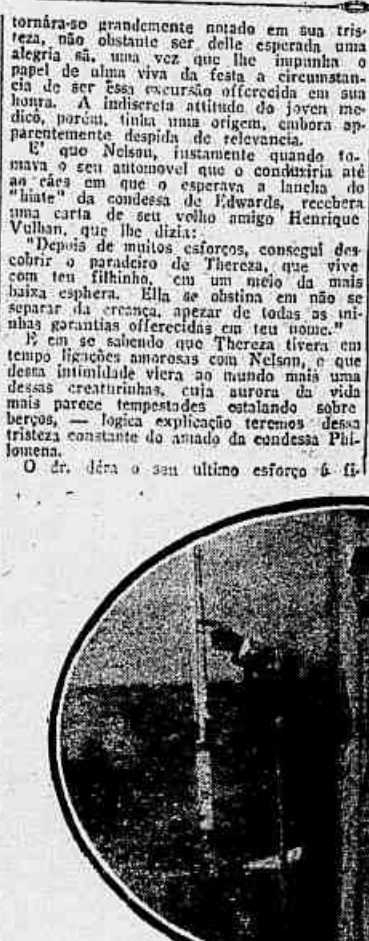 tornára-so grandemente notado em sua tris-
teza, não obstante ser delle esperada uma
alegria sã, uma vez que lhe impunha o
papel de alma viva da festa a circumstan-
cia de ser essa excursão offerecida em sua
honra. A indiscreta attitude do joven me-
dico, porém, tinha uma origem, embora ap-
parentemente despida de relevancia.
E' que Nelson, justamente quando to-
mava o seu automovel que o conduziria até
ao cáes em que o esperava a lancha do
"hiate" da condessa de Edwards, recebera
uma carta de seu velho amigo Henrique
Vulhan, que lhe dizia:
"Depois de muitos esforços, consegui des-
cobrir o paradeiro de Thereza, que vive
com teu filhinho, em um meio da mais
baixa esphera. Ella se obstina em não se
separar da creança, apezar de todas as mi-
nhas garantias offerecidas em teu nome."
E em se sabendo que Thereza tivera em
tempo ligações amorosas com Nelson, e que
dessa intimidade viera ao mundo mais uma
dessas creaturinhas, cuja aurora da vida
mais parece tempestades estalando sobre
berços, — logica explicação teremos dessa
tristeza constante do amado da condessa Phi-
lomena.
O dr. déra o seu ultimo esforço á fi-